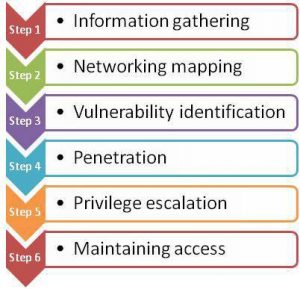 Step 1 • Information gathering
Step 2 • Networking mapping
Step 3 • Vulnerability identification
Step 4 • Penetration
Step 5 • Privilege escalation
Step 6 • Maintaining access